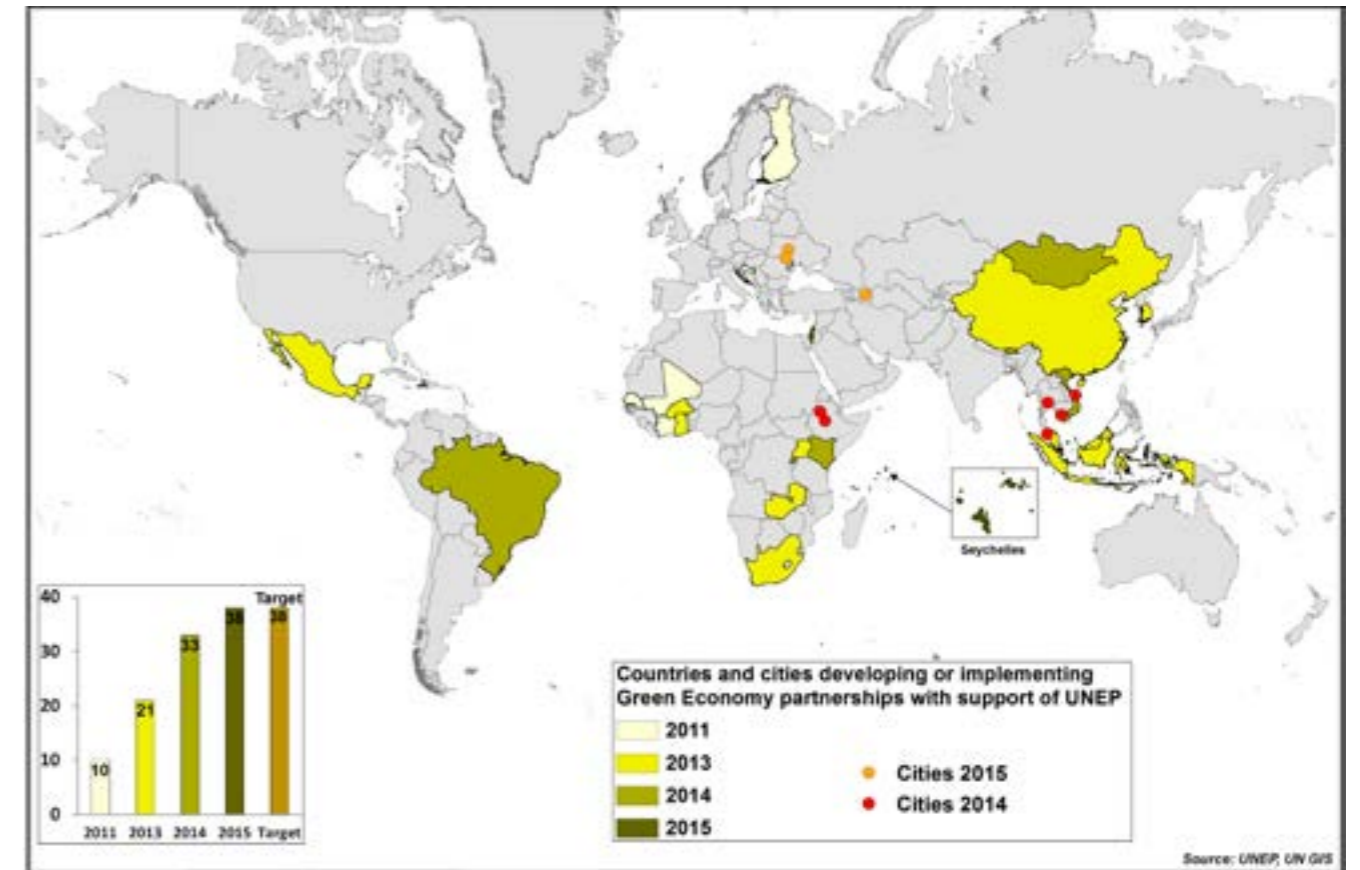 Seychelles
40
30
20
10
0
Target
10
21
33
38
38
2011 2013 2014 2015 Target
Countries and cities developing or implementing
Green Economy partnerships with support of UNEP
2011
2013
2014
2015
Cities 2015
Cities 2014
Source: UNEP, UN GIS